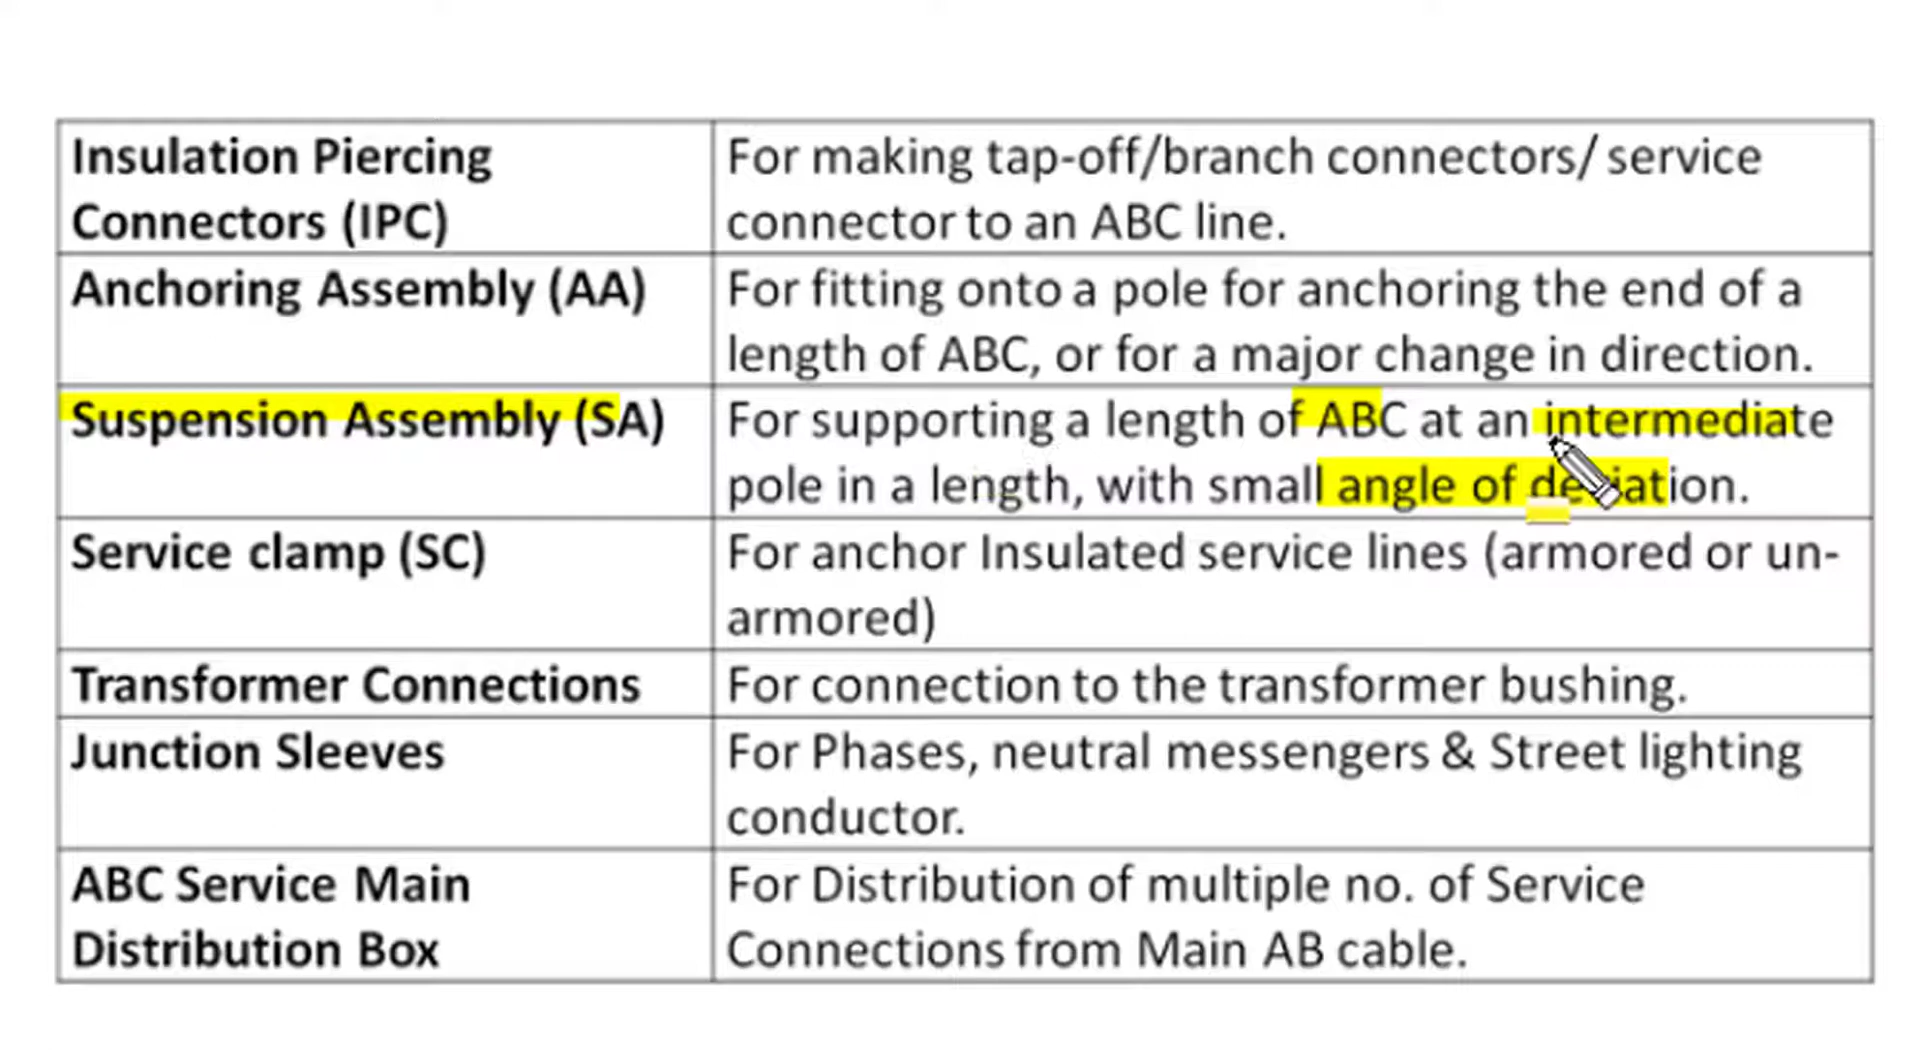 Insulation Piercing
Connectors (IPC)
For making tap-off/branch connectors/ service
connector to an ABC line.
Anchoring Assembly (AA)
For fitting onto a pole for anchoring the end of a
length of ABC, or for a major change in direction.
Suspension Assembly (SA)
For supporting a length of ABC at an intermediate
pole in a length, with small angle of deviation.
Service clamp (SC)
For anchor Insulated service lines (armored or un-
armored)
Transformer Connections
For connection to the transformer bushing.
Junction Sleeves
For Phases, neutral messengers & Street lighting
conductor.
ABC Service Main
Distribution Box
For Distribution of multiple no. of Service
Connections from Main AB cable.